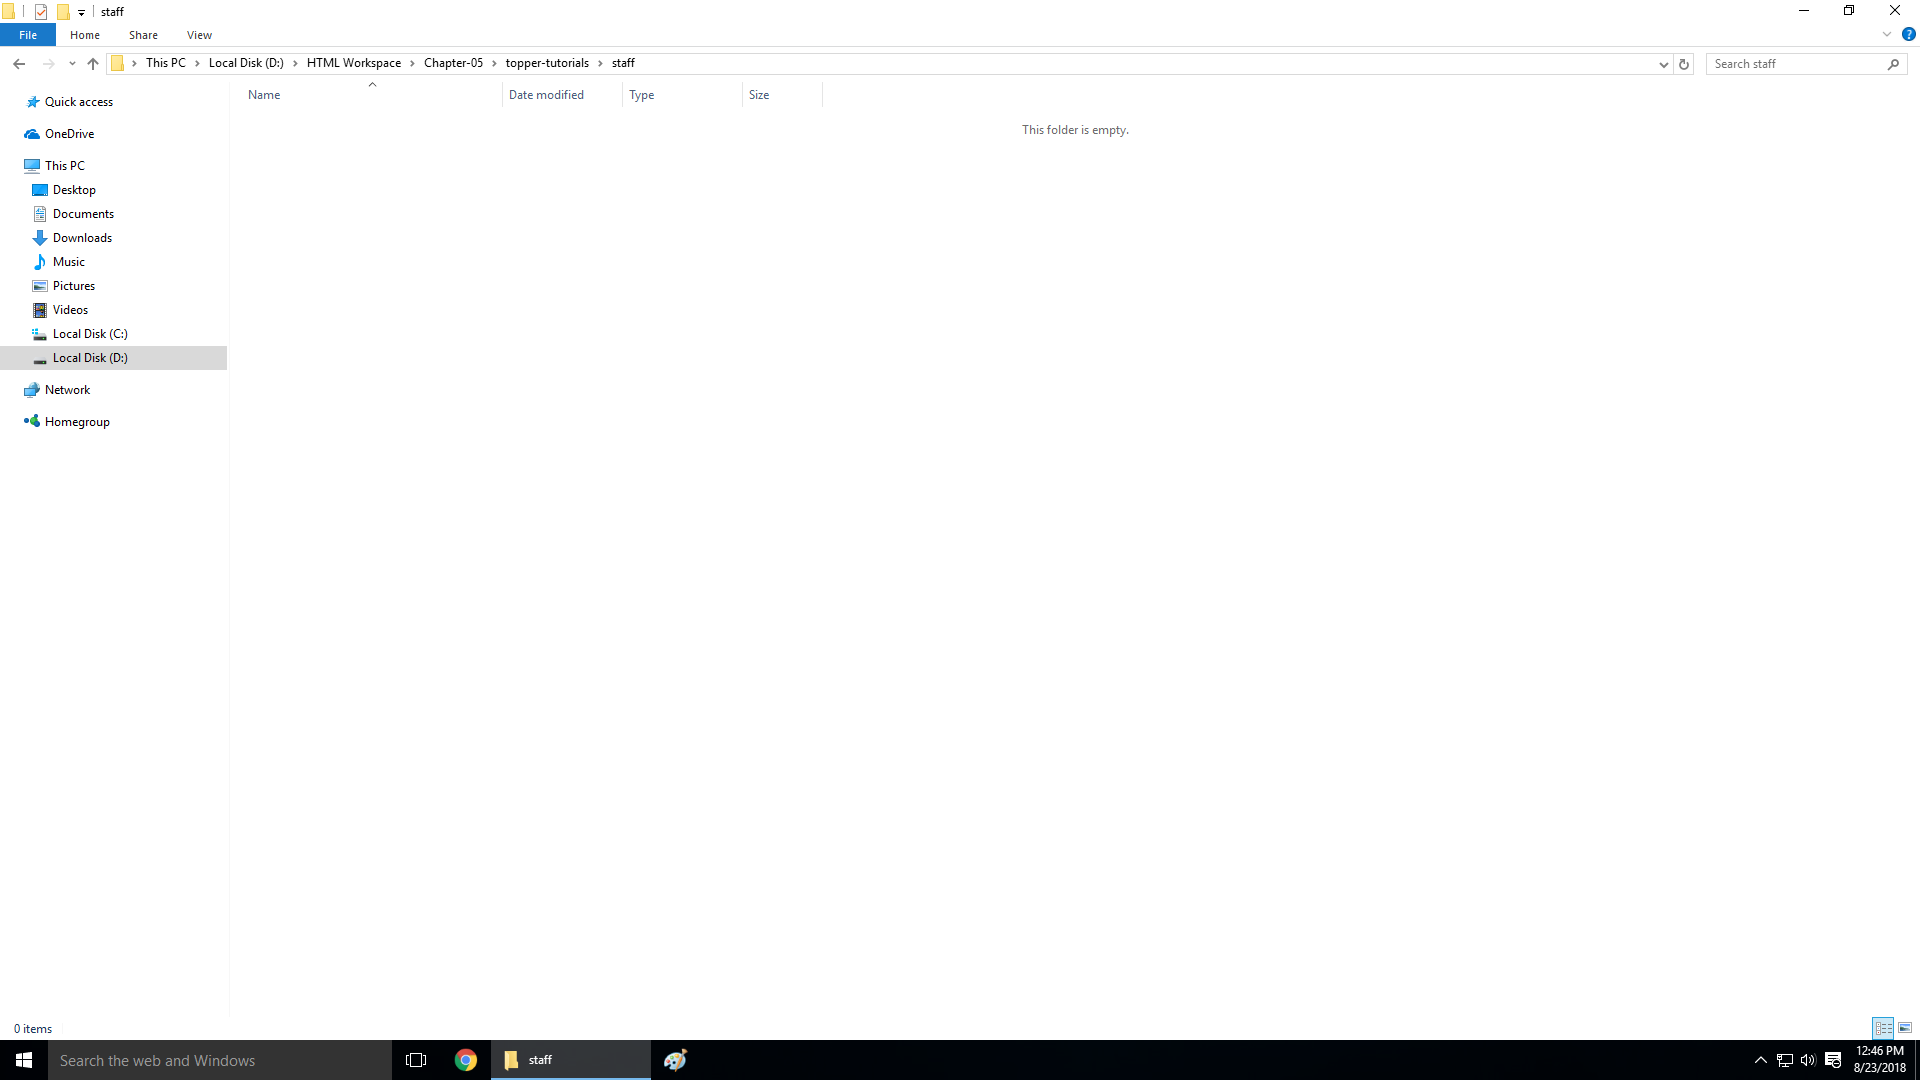 staff
File Home Share View
This PC Local Disk (D:) HTML Workspace Chapter-05 topper-tutorials staff
Search staff
Name Date modified Type Size
This folder is empty.
Quick access
OneDrive
This PC
Desktop
Documents
Downloads
Music
Pictures
Videos
Local Disk (C:)
Local Disk (D:)
Network
Homegroup
0 items
Search the web and Windows
staff
12:46 PM
8/23/2018